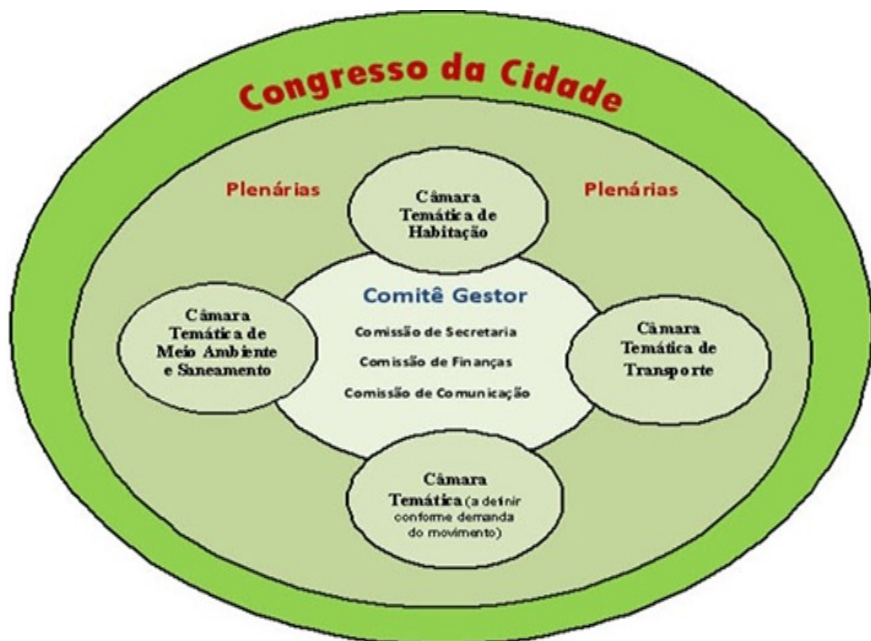 Congresso da Cidade
Plenárias
Plenárias
Câmara
Temática de
Habitação
Comitê Gestor
Comissão de Secretaria
Comissão de Finanças
Comissão de Comunicação
Câmara
Temática de
Meio Ambiente
e Saneamento
Câmara
Temática de
Transporte
Câmara
Temática (a definir
conforme demanda
do movimento)